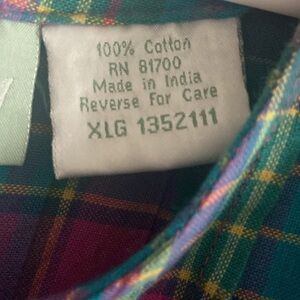 100% Cotton
RN 81700
Made in India
Reverse For Care
XLG 1352111